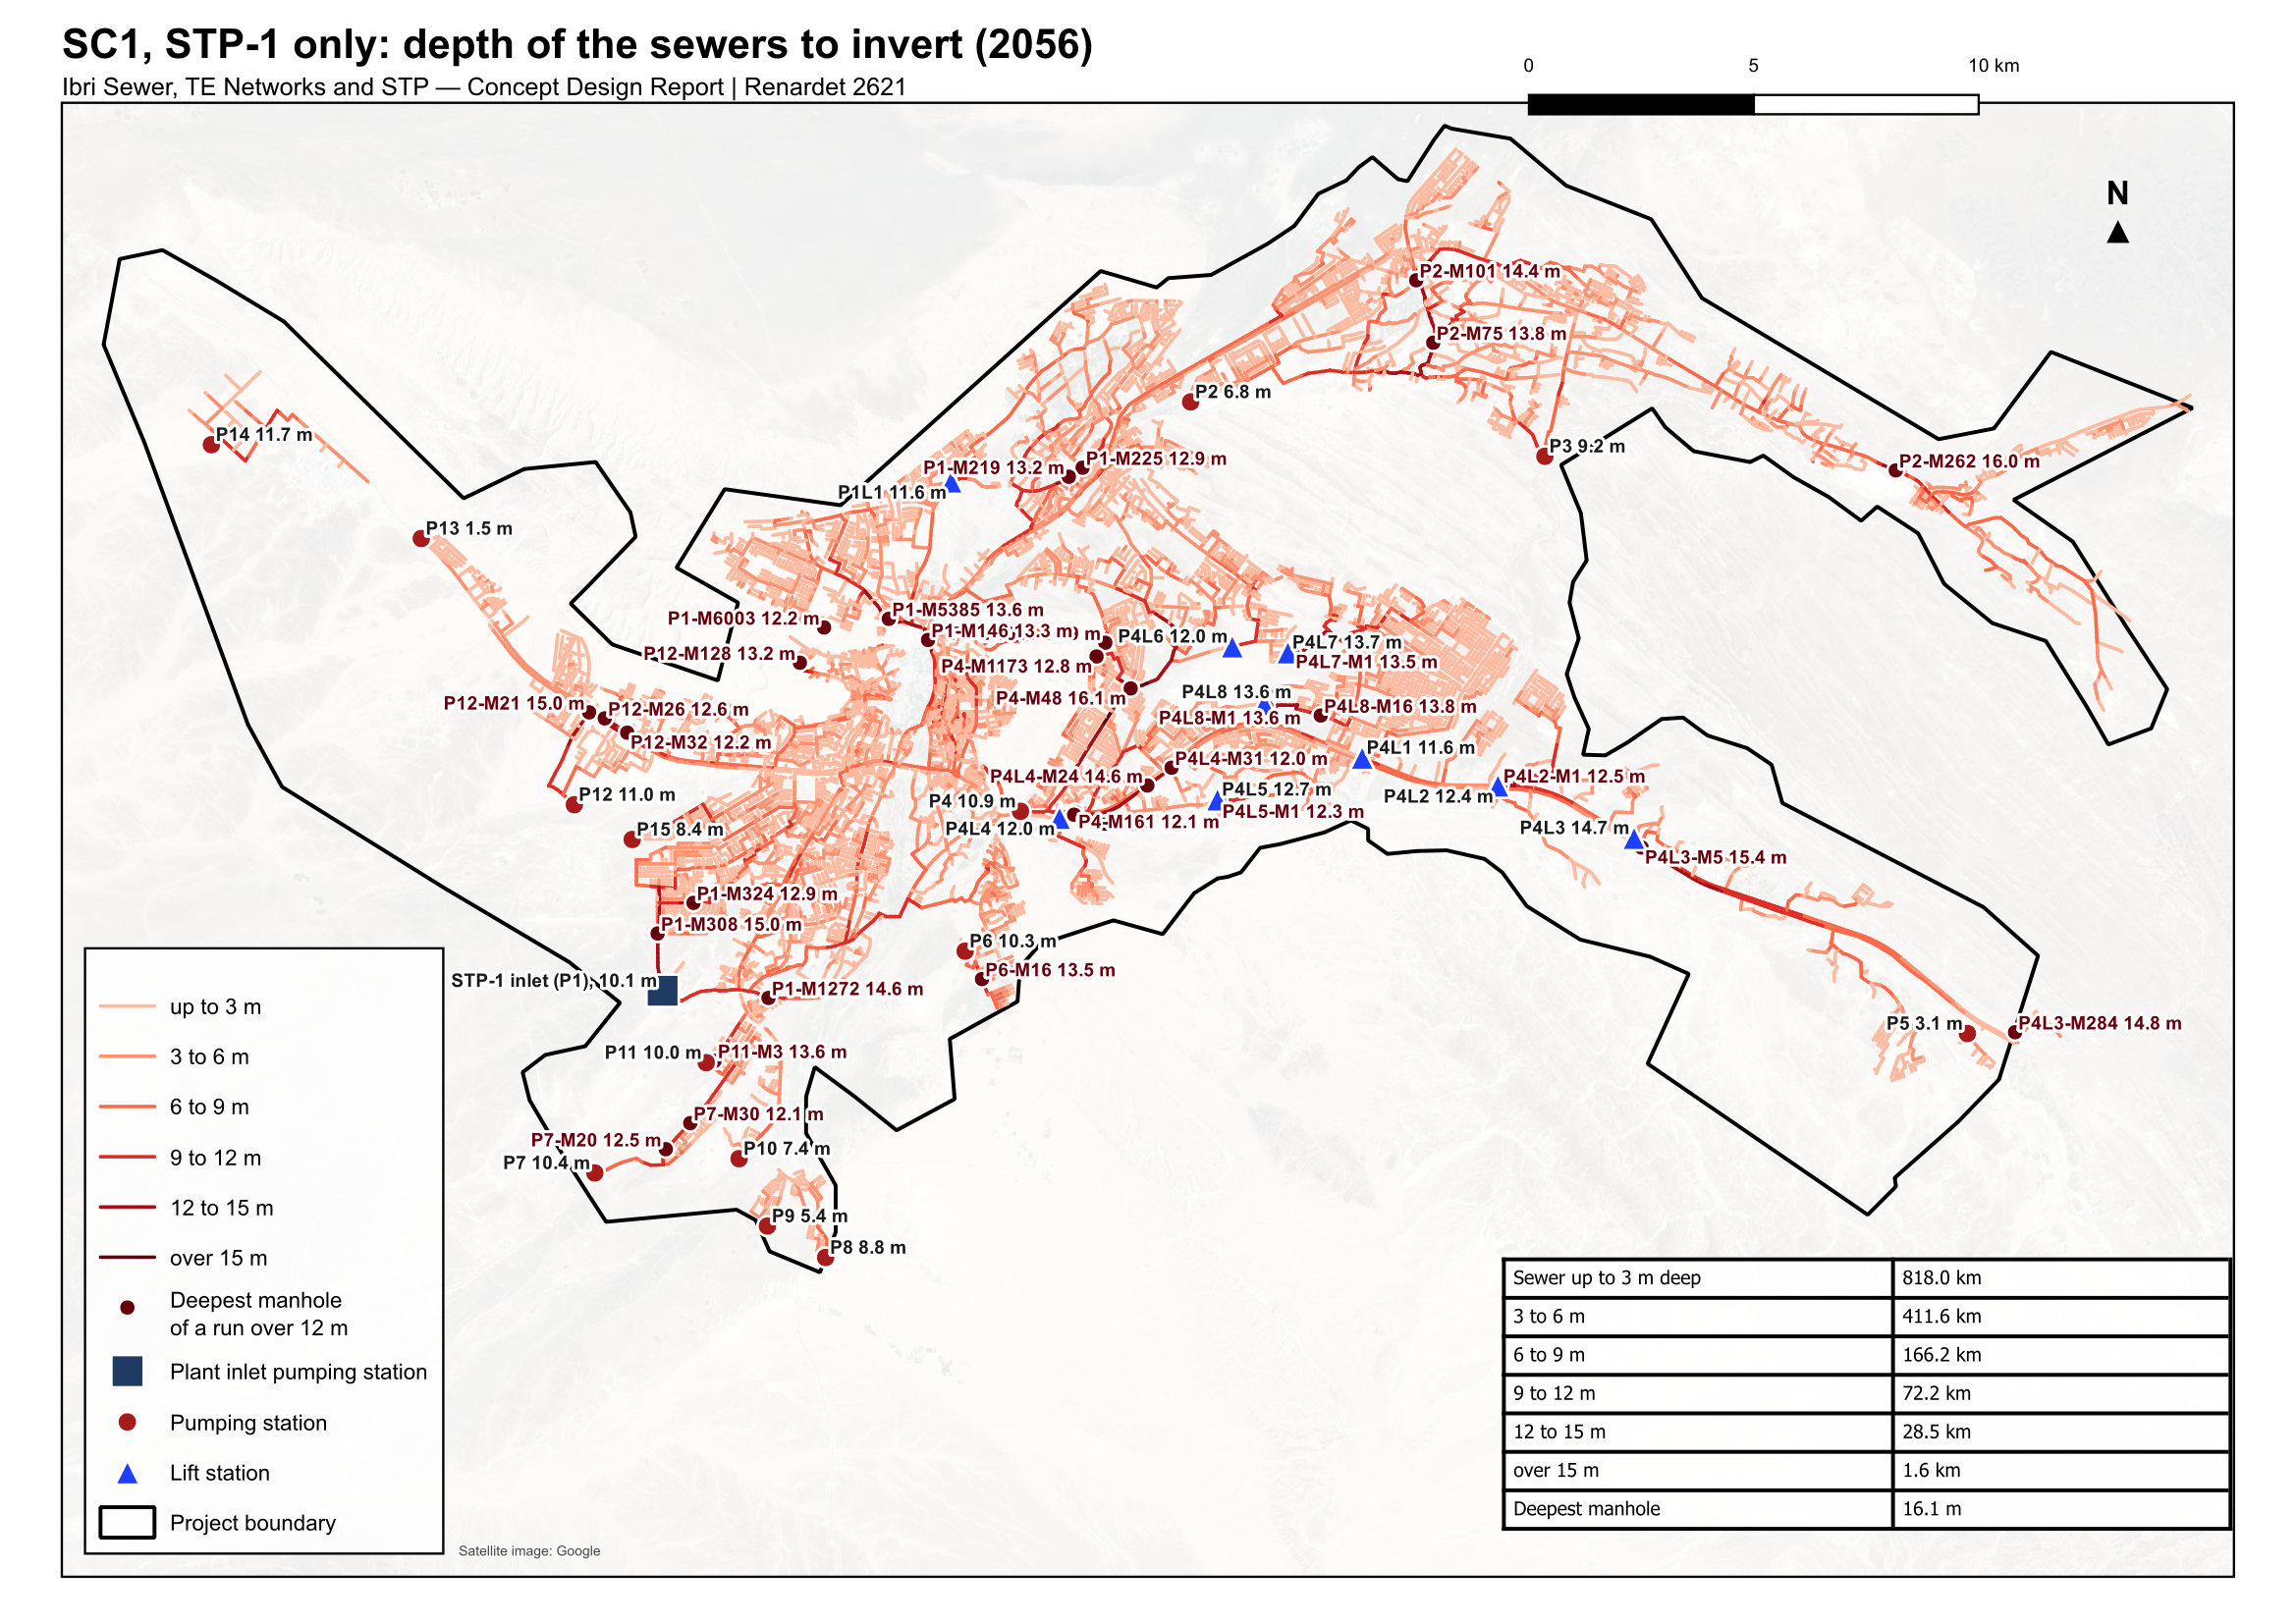 SC1, STP-1 only: depth of the sewers to invert (2056)
Ibri Sewer, TE Networks and STP — Concept Design Report | Renardet 2621
0 5 10 km
N
P2-M101 14.4 m
P2-M75 13.8 m
P2 6.8 m
P14 11.7 m
P3 9.2 m
P1-M225 12.9 m
P1-M219 13.2 m
P2-M262 16.0 m
P1L1 11.6 m
P13 1.5 m
P1-M5385 13.6 m
P1-M6003 12.2 m
P1-M146 13.3 m
m
P4L6 12.0 m
P4L7 13.7 m
P12-M128 13.2 m
P4-M1173 12.8 m
P4L7-M1 13.5 m
P4L8 13.6 m
P4-M48 16.1 m
P12-M21 15.0 m
P12-M26 12.6 m
P4L8-M16 13.8 m
P4L8-M1 13.6 m
P12-M32 12.2 m
P4L1 11.6 m
P4L4-M31 12.0 m
P4L4-M24 14.6 m
P4L2-M1 12.5 m
P4L5 12.7 m
P12 11.0 m
P4 10.9 m
P4L2 12.4 m
P4L5-M1 12.3 m
P4-M161 12.1 m
P15 8.4 m
P4L4 12.0 m
P4L3 14.7 m
P4L3-M5 15.4 m
P1-M324 12.9 m
P1-M308 15.0 m
P6 10.3 m
P6-M16 13.5 m
STP-1 inlet (P1), 10.1 m
P1-M1272 14.6 m
P5 3.1 m
P4L3-M284 14.8 m
P11 10.0 m
P11-M3 13.6 m
P7-M30 12.1 m
P7-M20 12.5 m
P10 7.4 m
P7 10.4 m
P9 5.4 m
P8 8.8 m
up to 3 m
3 to 6 m
6 to 9 m
9 to 12 m
12 to 15 m
over 15 m
Deepest manhole
of a run over 12 m
Plant inlet pumping station
Pumping station
Lift station
Project boundary
Satellite image: Google
Sewer up to 3 m deep 818.0 km
3 to 6 m 411.6 km
6 to 9 m 166.2 km
9 to 12 m 72.2 km
12 to 15 m 28.5 km
over 15 m 1.6 km
Deepest manhole 16.1 m